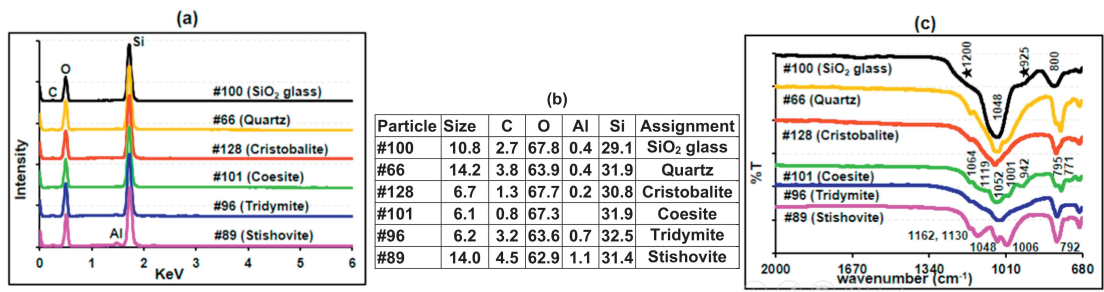 (a)
Si
O
C
#100 (SiO₂ glass)
#66 (Quartz)
#128 (Cristobalite)
#101 (Coesite)
#96 (Tridymite)
Al
#89 (Stishovite)
Intensity
0 1 2 3 4 5 6
KeV
(b)
Particle Size C O Al Si Assignment
#100 10.8 2.7 67.8 0.4 29.1 SiO₂ glass
#66 14.2 3.8 63.9 0.4 31.9 Quartz
#128 6.7 1.3 67.7 0.2 30.8 Cristobalite
#101 6.1 0.8 67.3 31.9 Coesite
#96 6.2 3.2 63.6 0.7 32.5 Tridymite
#89 14.0 4.5 62.9 1.1 31.4 Stishovite
(c)
★1200
★925
800
#100 (SiO₂ glass)
1048
#66 (Quartz)
#128 (Cristobalite)
1064
1119
1052
1001
942
795
771
#101 (Coesite)
#96 (Tridymite)
#89 (Stishovite)
1162, 1130
1048
1006
792
%T
2000 1670 1340 1010 680
wavenumber (cm⁻¹)